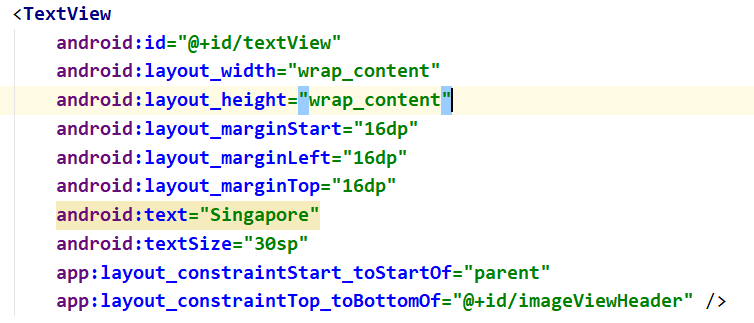 <TextView
android:id="@+id/textView"
android:layout_width="wrap_content"
android:layout_height="wrap_content"
android:layout_marginStart="16dp"
android:layout_marginLeft="16dp"
android:layout_marginTop="16dp"
android:text="Singapore"
android:textSize="30sp"
app:layout_constraintStart_toStartOf="parent"
app:layout_constraintTop_toBottomOf="@+id/imageViewHeader" />